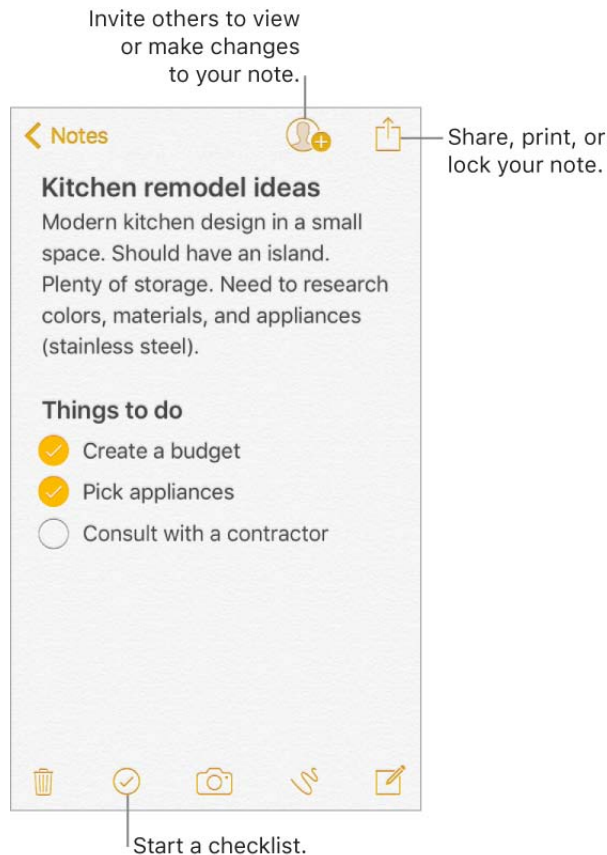 Invite others to view
or make changes
to your note.
Notes
Share, print, or
lock your note.
Kitchen remodel ideas
Modern kitchen design in a small
space. Should have an island.
Plenty of storage. Need to research
colors, materials, and appliances
(stainless steel).
Things to do
Create a budget
Pick appliances
Consult with a contractor
Start a checklist.